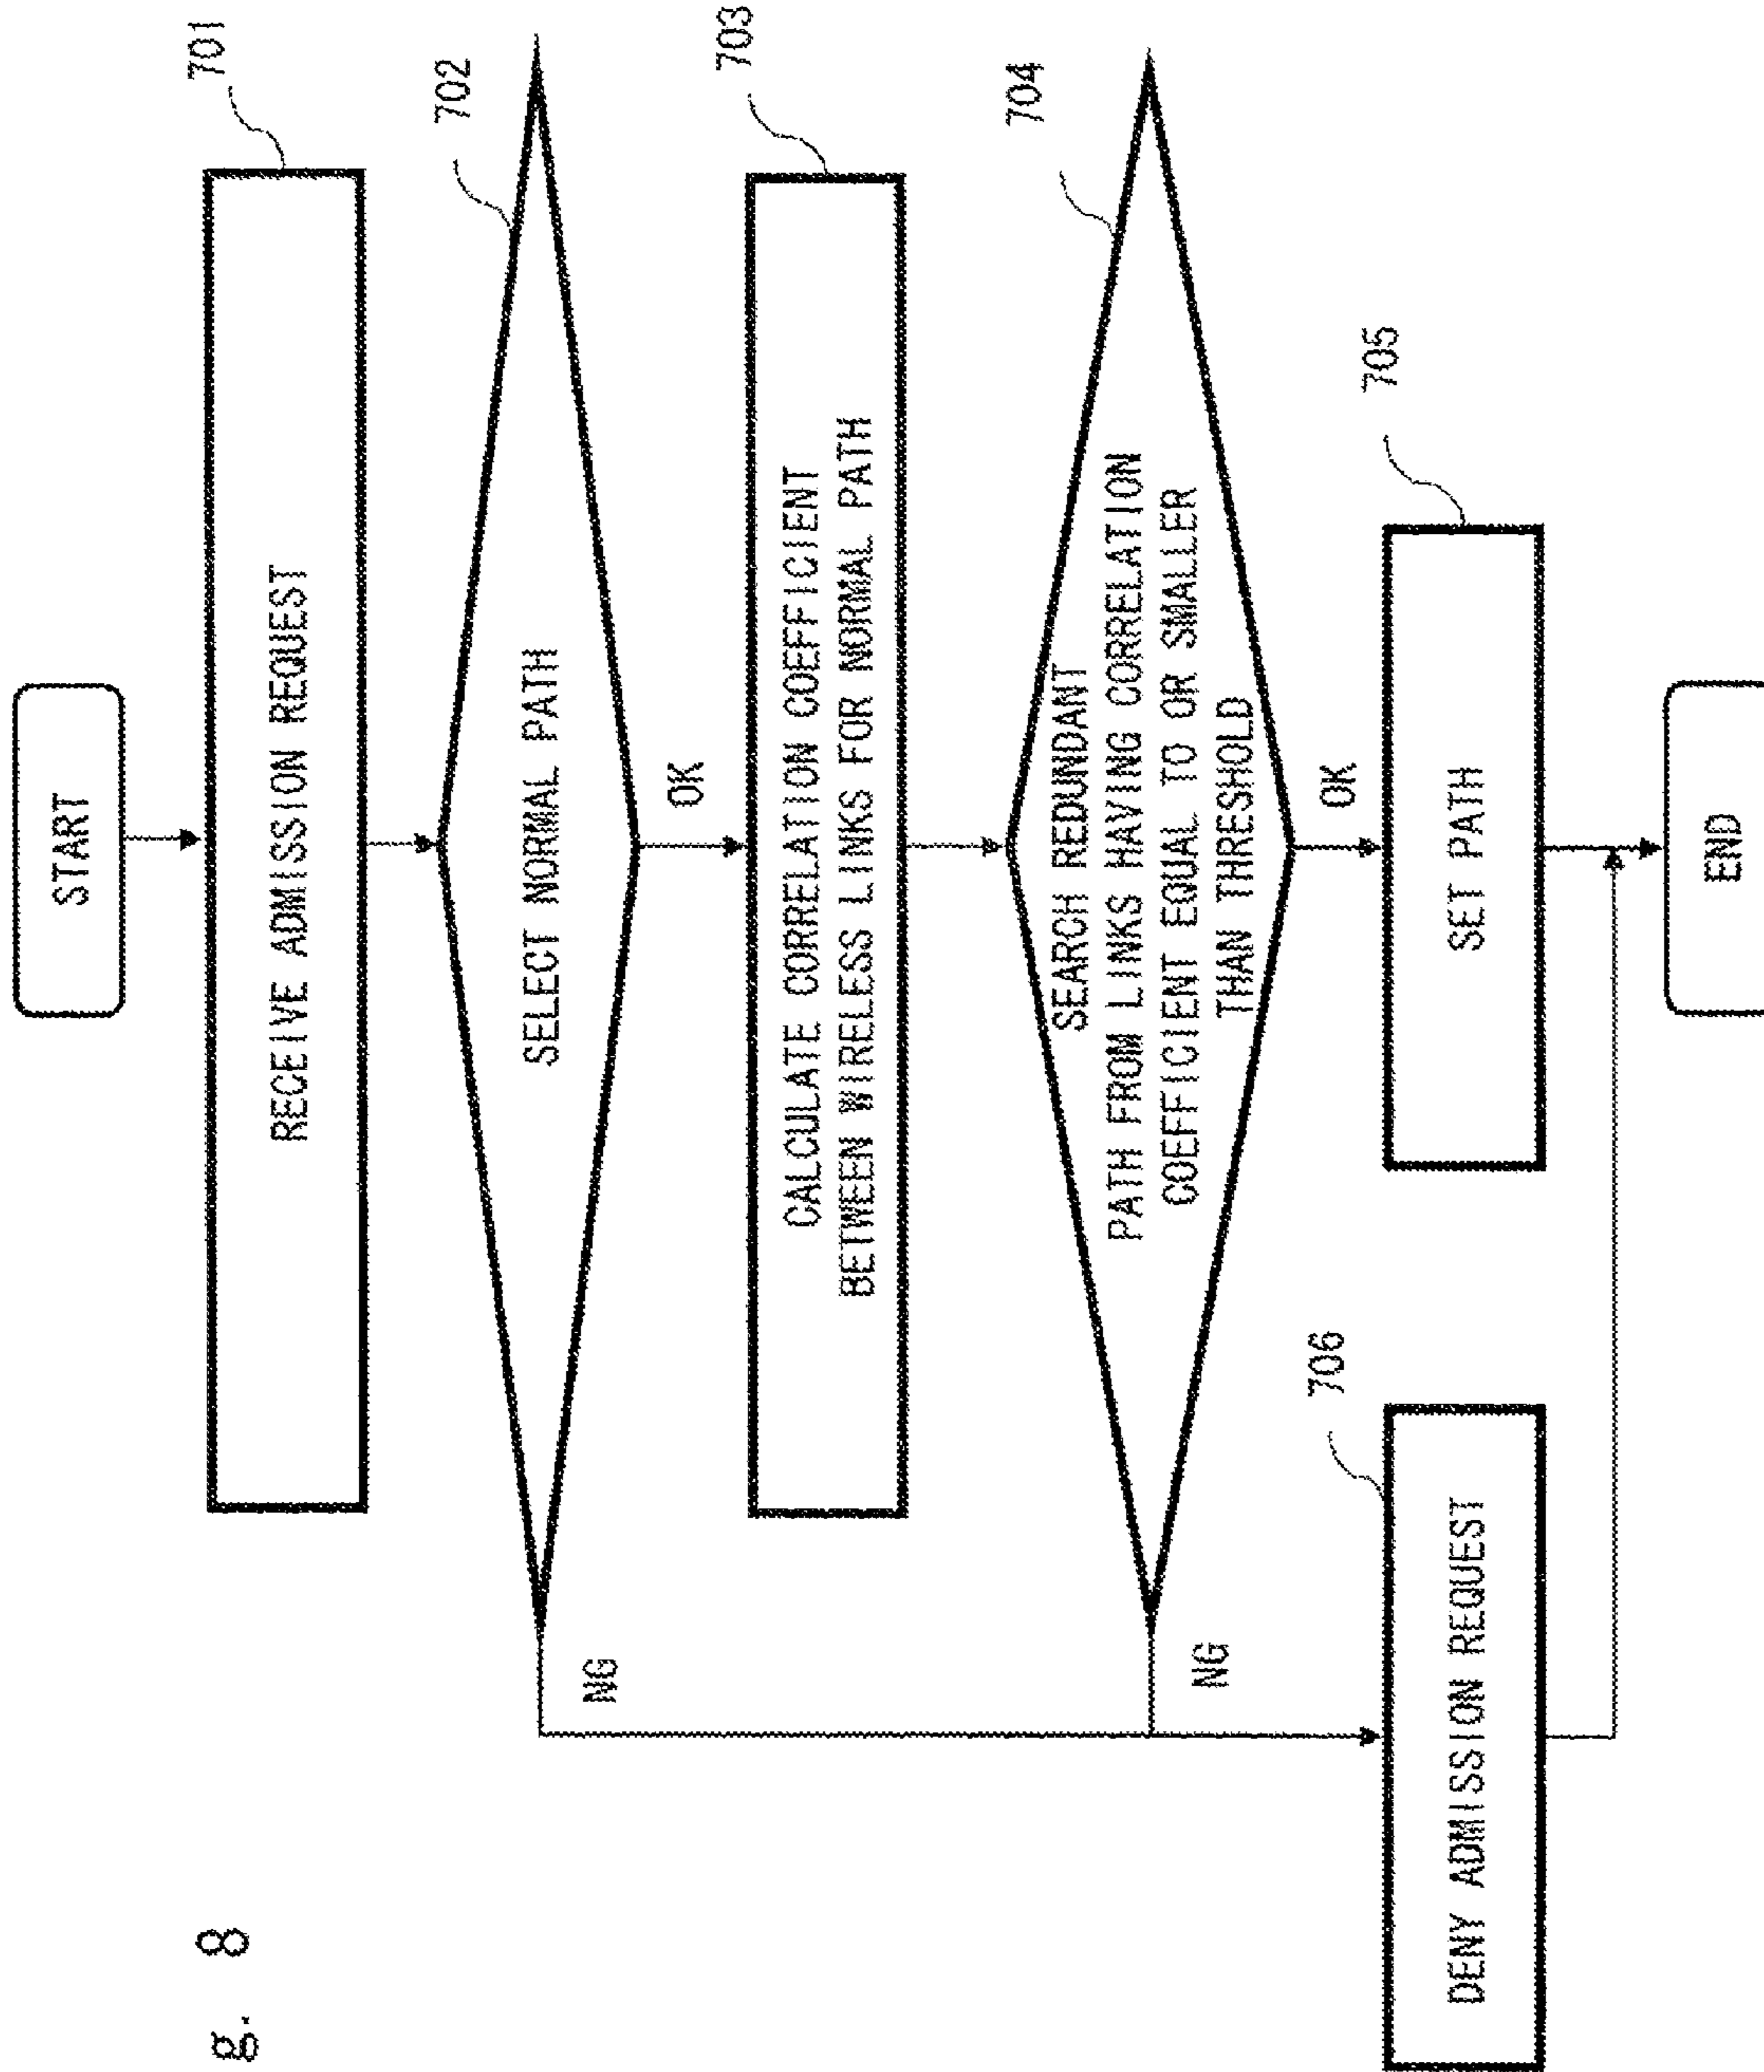 g. 8
START
701
RECEIVE ADMISSION REQUEST
702
SELECT NORMAL PATH
NG
OK
703
CALCULATE CORRELATION COEFFICIENT
BETWEEN WIRELESS LINKS FOR NORMAL PATH
704
SEARCH REDUNDANT
PATH FROM LINKS HAVING CORRELATION
COEFFICIENT EQUAL TO OR SMALLER
THAN THRESHOLD
NG
OK
706
DENY ADMISSION REQUEST
705
SET PATH
END